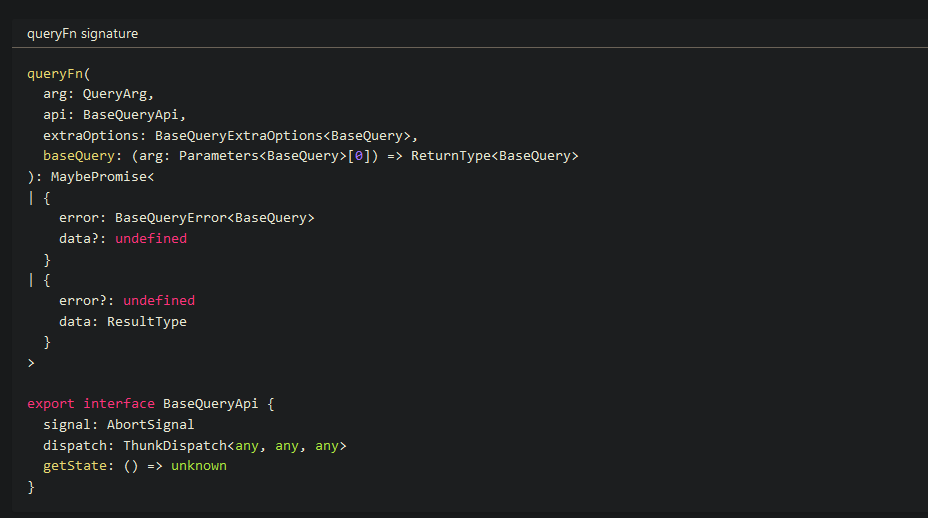 queryFn signature
queryFn(
  arg: QueryArg,
  api: BaseQueryApi,
  extraOptions: BaseQueryExtraOptions<BaseQuery>,
  baseQuery: (arg: Parameters<BaseQuery>[0]) => ReturnType<BaseQuery>
): MaybePromise<
| {
    error: BaseQueryError<BaseQuery>
    data?: undefined
  }
| {
    error?: undefined
    data: ResultType
  }
>
export interface BaseQueryApi {
  signal: AbortSignal
  dispatch: ThunkDispatch<any, any, any>
  getState: () => unknown
}